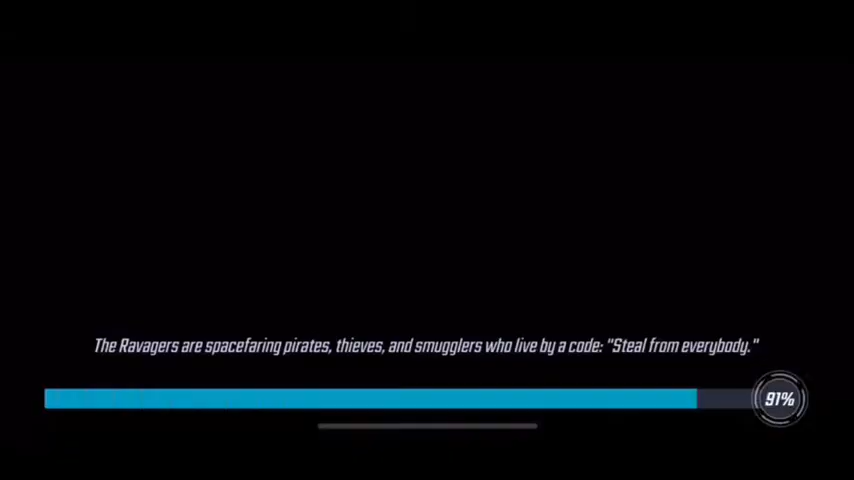 The Ravagers are spacefaring pirates, thieves, and smugglers who live by a code: "Steal from everybody."
91%